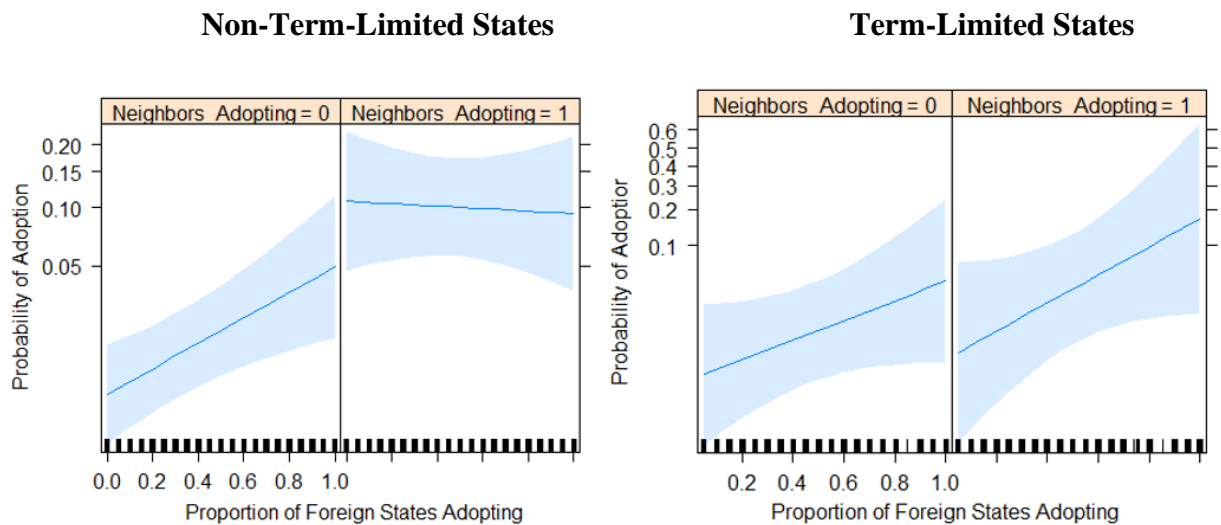 Non-Term-Limited States
Term-Limited States
Neighbors Adopting = 0
Neighbors Adopting = 1
Neighbors Adopting = 0
Neighbors Adopting = 1
Probability of Adoption
0.20
0.15
0.10
0.05
0.0 0.2 0.4 0.6 0.8 1.0
Proportion of Foreign States Adopting
Probability of Adoptior
0.6
0.5
0.4
0.3
0.2
0.1
0.2 0.4 0.6 0.8 1.0
Proportion of Foreign States Adopting